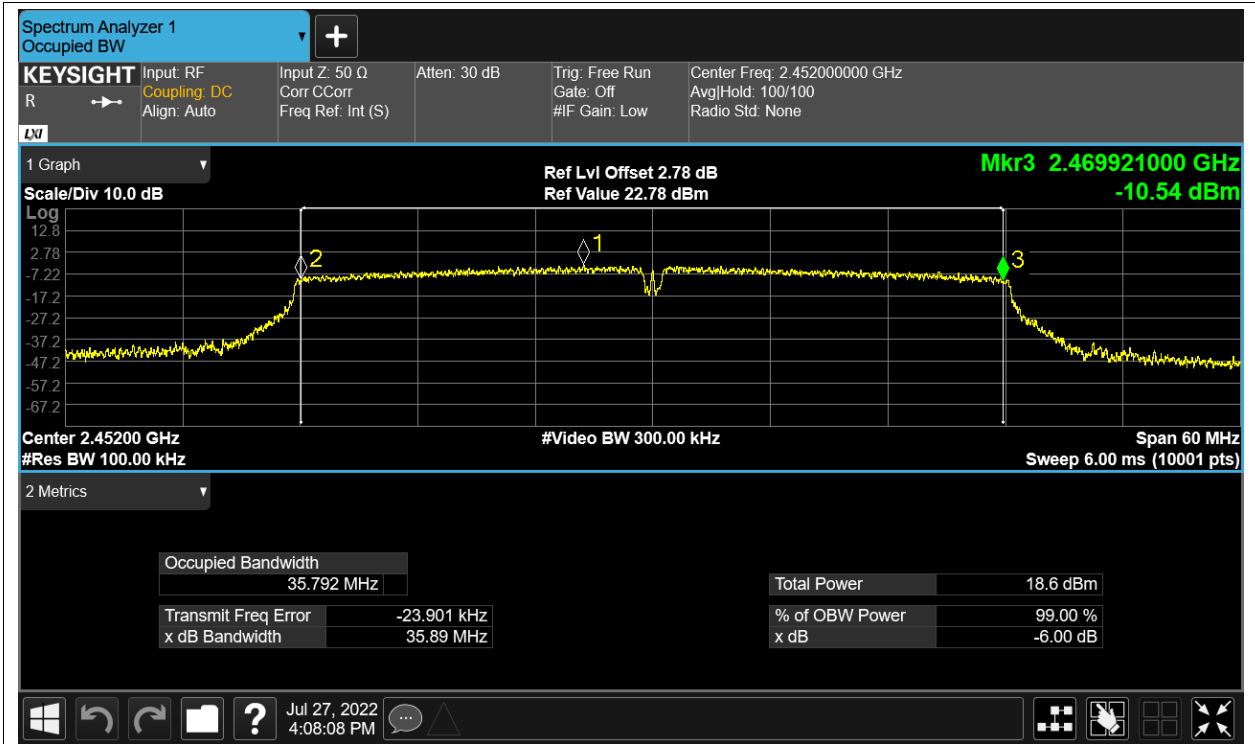 Spectrum Analyzer 1
Occupied BW
KEYSIGHT
R
LXI
Input: RF
Coupling: DC
Align: Auto
Input Z: 50 Ω
Corr CCorr
Freq Ref: Int (S)
Atten: 30 dB
Trig: Free Run
Gate: Off
#IF Gain: Low
Center Freq: 2.452000000 GHz
Avg|Hold: 100/100
Radio Std: None
1 Graph
Scale/Div 10.0 dB
Ref Lvl Offset 2.78 dB
Ref Value 22.78 dBm
Mkr3 2.469921000 GHz
-10.54 dBm
Log
12.8
2.78
-7.22
-17.2
-27.2
-37.2
-47.2
-57.2
-67.2
1
2
3
Center 2.45200 GHz
#Res BW 100.00 kHz
#Video BW 300.00 kHz
Span 60 MHz
Sweep 6.00 ms (10001 pts)
2 Metrics
Occupied Bandwidth
35.792 MHz
Transmit Freq Error -23.901 kHz
x dB Bandwidth 35.89 MHz
Total Power 18.6 dBm
% of OBW Power 99.00 %
x dB -6.00 dB
?
Jul 27, 2022
4:08:08 PM